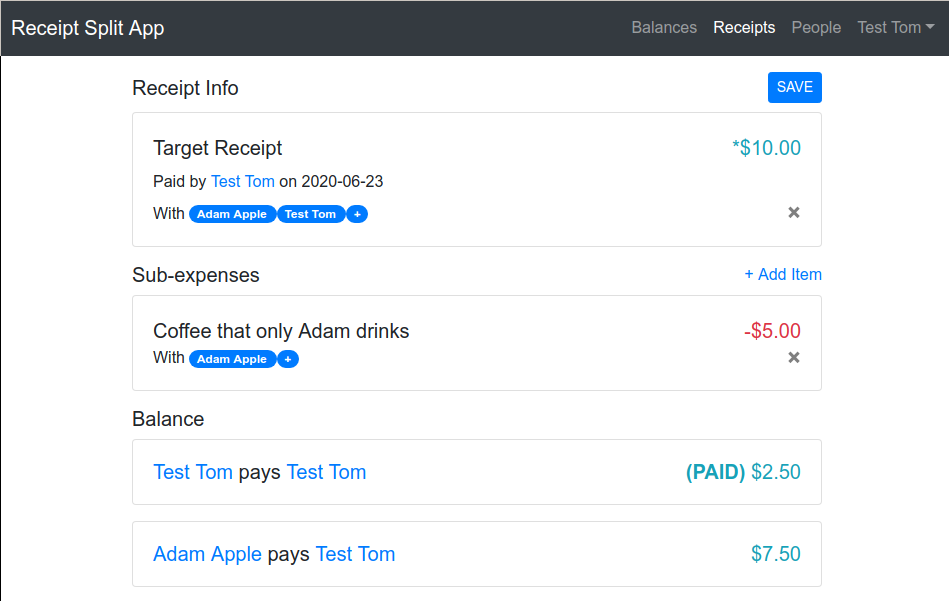 Receipt Split App Balances Receipts People Test Tom
Receipt Info SAVE
Target Receipt *$10.00
Paid by Test Tom on 2020-06-23
With Adam Apple Test Tom + ×
Sub-expenses + Add Item
Coffee that only Adam drinks -$5.00
With Adam Apple + ×
Balance
Test Tom pays Test Tom (PAID) $2.50
Adam Apple pays Test Tom $7.50